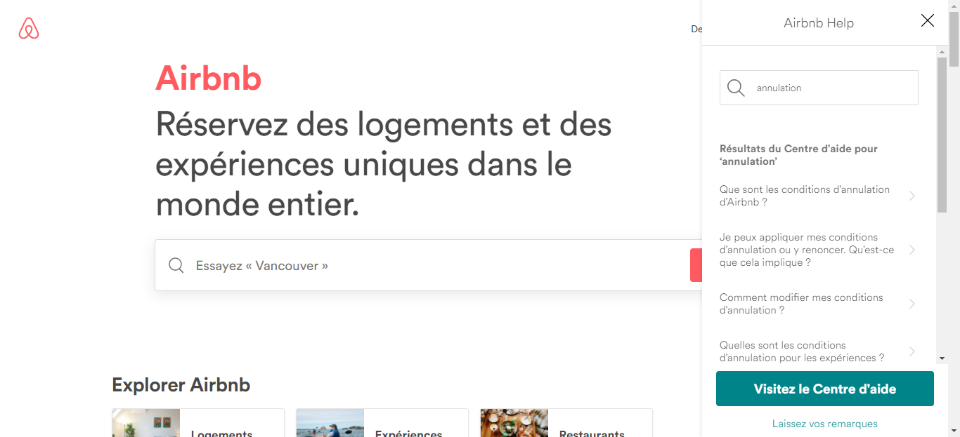 De
Airbnb
Réservez des logements et des
expériences uniques dans le
monde entier.
Essayez « Vancouver »
Explorer Airbnb
Logements
Expériences
Restaurants
Airbnb Help
annulation
Résultats du Centre d'aide pour
‘annulation’
Que sont les conditions d'annulation
d'Airbnb ?
Je peux appliquer mes conditions
d'annulation ou y renoncer. Qu'est-ce
que cela implique ?
Comment modifier mes conditions
d'annulation ?
Quelles sont les conditions
d'annulation pour les expériences ?
Visitez le Centre d'aide
Laissez vos remarques